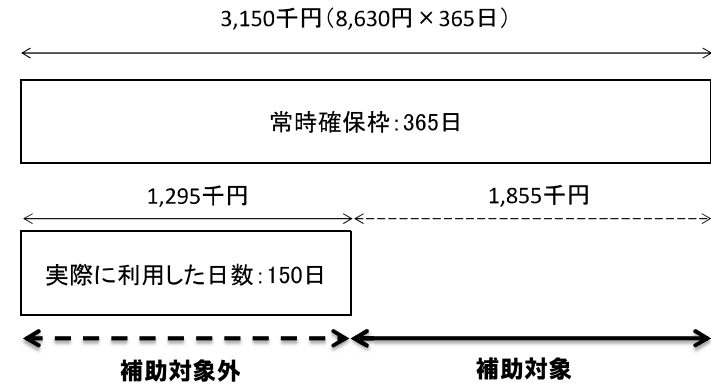 3,150千円(8,630円×365日)
常時確保枠:365日
1,295千円
1,855千円
実際に利用した日数:150日
補助対象外
補助対象